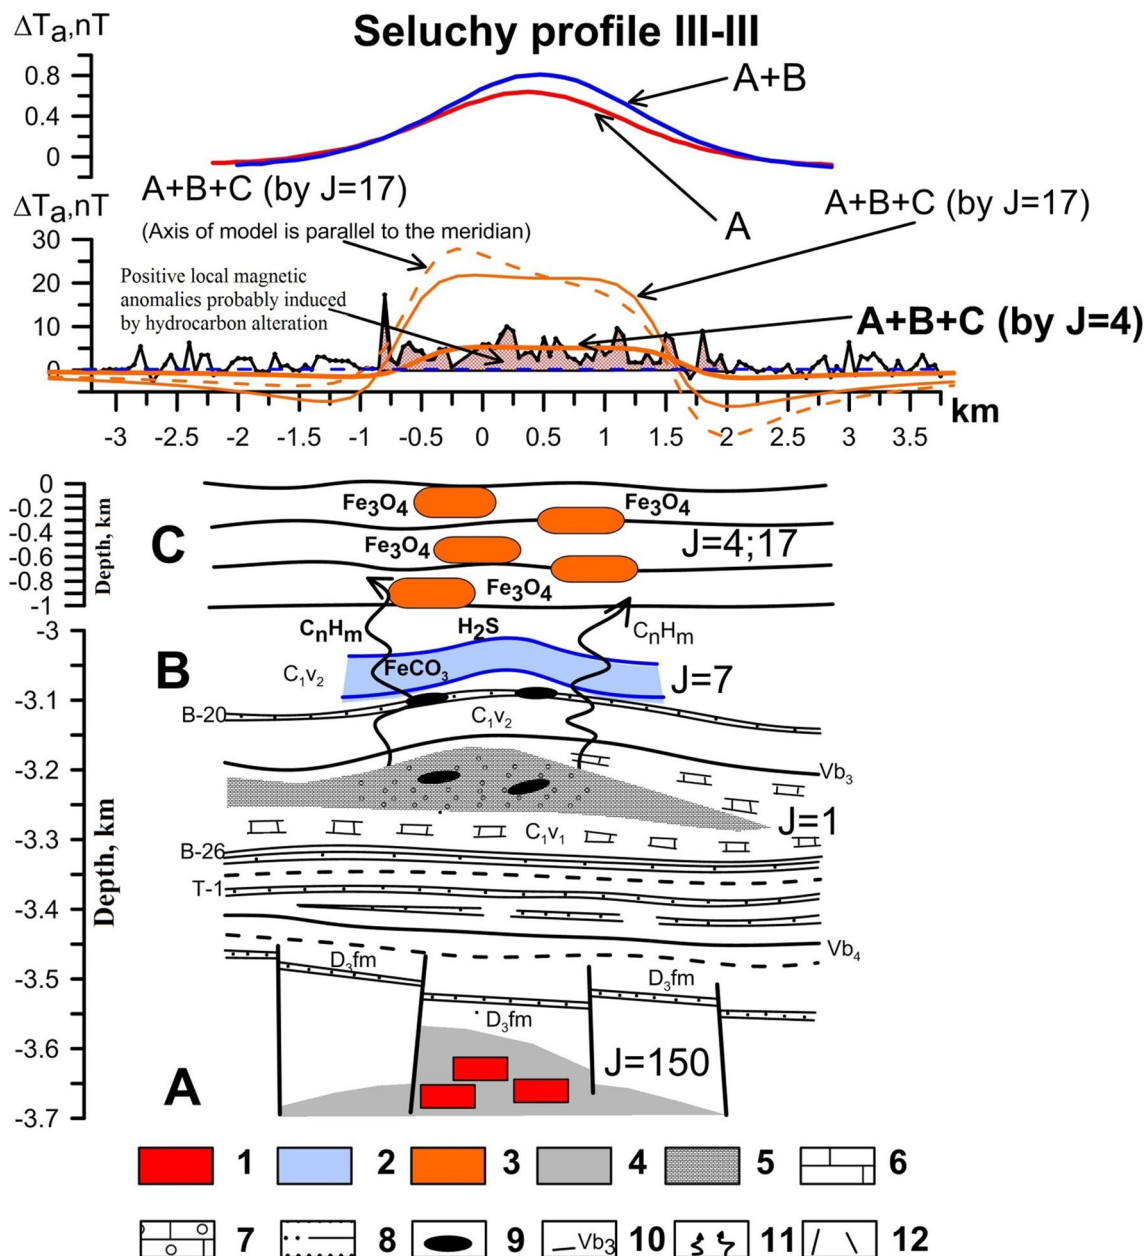 Seluchy profile III-III
ΔTa,nT
0.8
0.4
0
A+B
A
ΔTa,nT
A+B+C (by J=17)
(Axis of model is parallel to the meridian)
A+B+C (by J=17)
Positive local magnetic
anomalies probably induced
by hydrocarbon alteration
A+B+C (by J=4)
30
20
10
0
km
-3 -2.5 -2 -1.5 -1 -0.5 0 0.5 1 1.5 2 2.5 3 3.5
Depth, km
0
-0.2
-0.4
-0.6
-0.8
-1
C
Fe₃O₄
Fe₃O₄
Fe₃O₄
J=4;17
Fe₃O₄
CnHm
H₂S
CnHm
Depth, km
-3
-3.1
-3.2
-3.3
-3.4
-3.5
-3.6
-3.7
B
C₁v₂
FeCO₃
J=7
B-20
C₁v₂
Vb₃
J=1
C₁v₁
B-26
T-1
Vb₄
D₃fm
D₃fm
D₃fm
J=150
A
1 2 3 4 5 6
7 8 9 Vb₃ 10 11 12